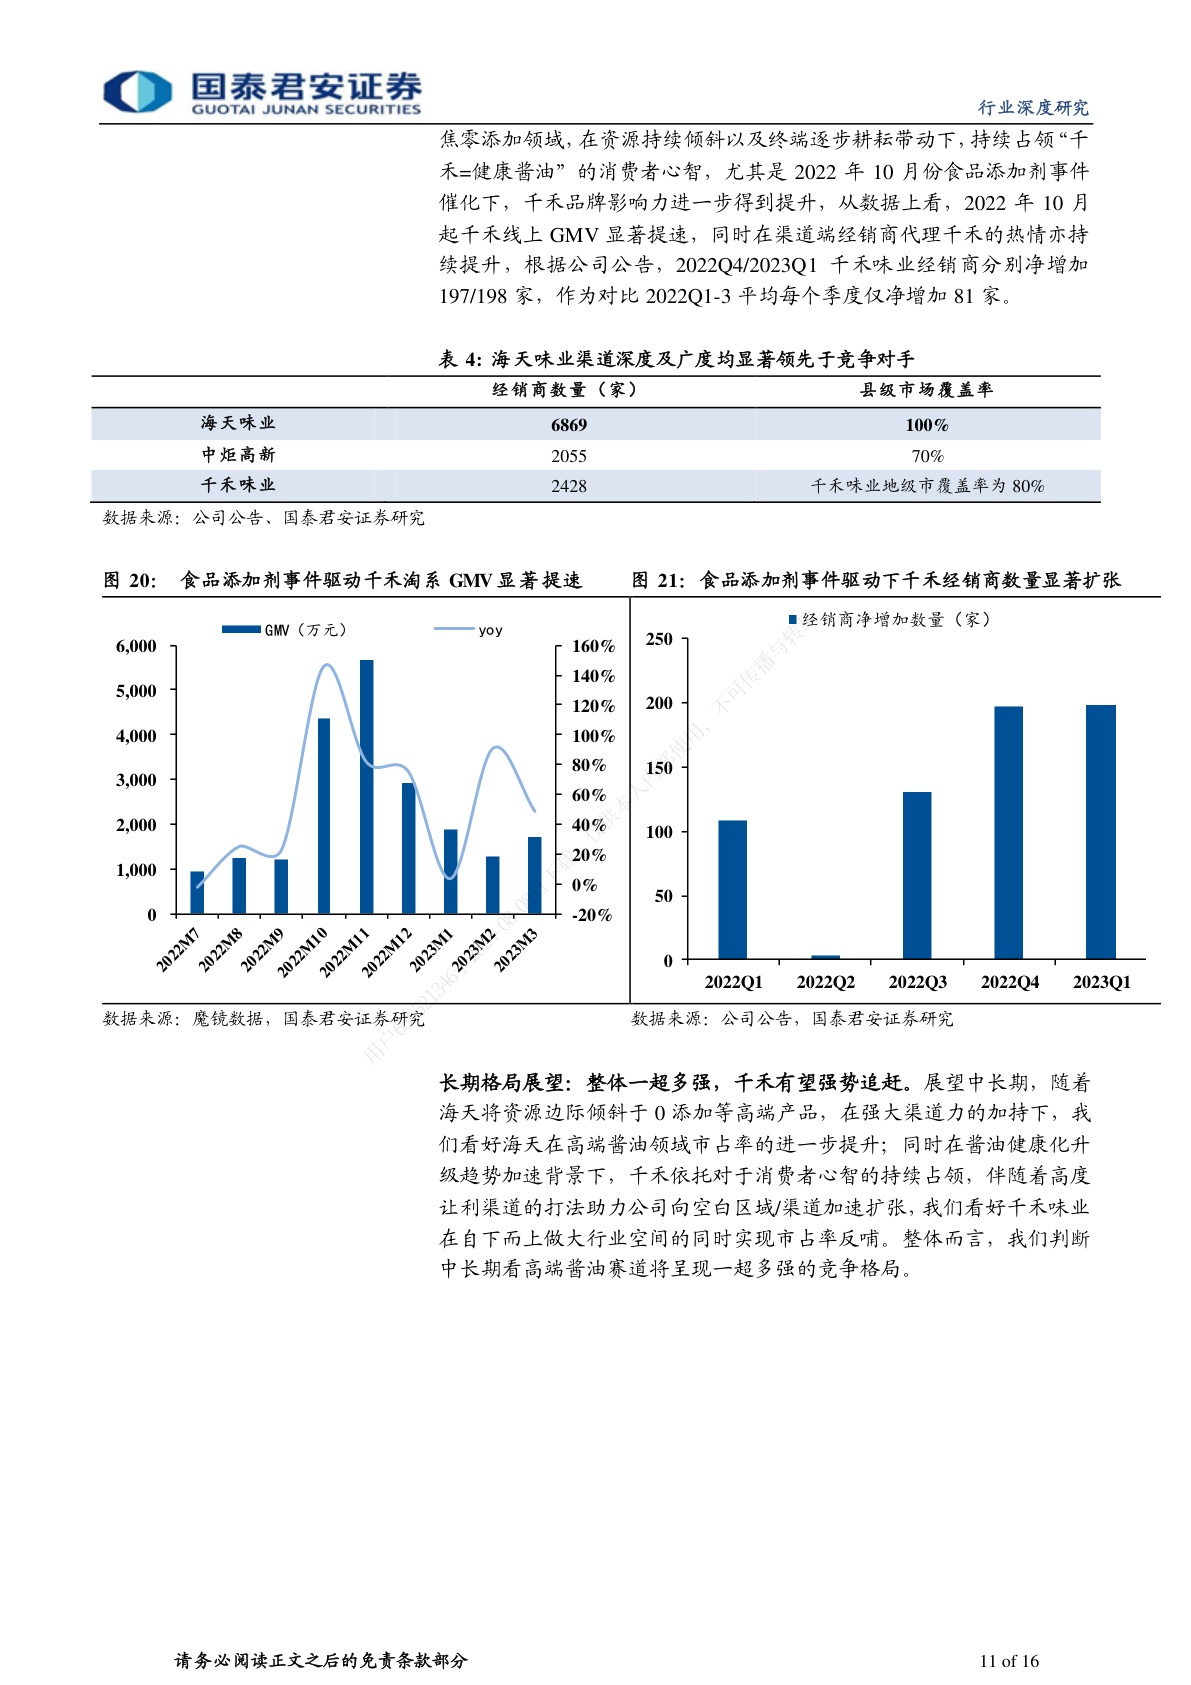 国泰君安证券
GUOTAI JUNAN SECURITIES
行业深度研究
焦零添加领域，在资源持续倾斜以及终端逐步耕耘带动下，持续占领“千
禾=健康酱油”的消费者心智，尤其是 2022 年 10 月份食品添加剂事件
催化下，千禾品牌影响力进一步得到提升，从数据上看，2022 年 10 月
起千禾线上 GMV 显著提速，同时在渠道端经销商代理千禾的热情亦持
续提升，根据公司公告，2022Q4/2023Q1 千禾味业经销商分别净增加
197/198 家，作为对比 2022Q1-3 平均每个季度仅净增加 81 家。
表 4：海天味业渠道深度及广度均显著领先于竞争对手
经销商数量（家） 县级市场覆盖率
海天味业 6869 100%
中炬高新 2055 70%
千禾味业 2428 千禾味业地级市覆盖率为 80%
数据来源：公司公告、国泰君安证券研究
图 20： 食品添加剂事件驱动千禾淘系 GMV 显著提速
GMV（万元） yoy
6,000
5,000
4,000
3,000
2,000
1,000
0
160%
140%
120%
100%
80%
60%
40%
20%
0%
-20%
2022M7 2022M8 2022M9 2022M10 2022M11 2022M12 2023M1 2023M2 2023M3
数据来源：魔镜数据，国泰君安证券研究
图 21：食品添加剂事件驱动下千禾经销商数量显著扩张
经销商净增加数量（家）
250
200
150
100
50
0
2022Q1 2022Q2 2022Q3 2022Q4 2023Q1
数据来源：公司公告，国泰君安证券研究
长期格局展望：整体一超多强，千禾有望强势追赶。展望中长期，随着
海天将资源边际倾斜于 0 添加等高端产品，在强大渠道力的加持下，我
们看好海天在高端酱油领域市占率的进一步提升；同时在酱油健康化升
级趋势加速背景下，千禾依托对于消费者心智的持续占领，伴随着高度
让利渠道的打法助力公司向空白区域/渠道加速扩张，我们看好千禾味业
在自下而上做大行业空间的同时实现市占率反哺。整体而言，我们判断
中长期看高端酱油赛道将呈现一超多强的竞争格局。
请务必阅读正文之后的免责条款部分
11 of 16